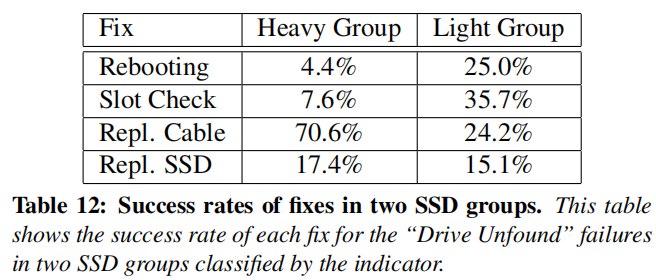 Fix Heavy Group Light Group
Rebooting 4.4% 25.0%
Slot Check 7.6% 35.7%
Repl. Cable 70.6% 24.2%
Repl. SSD 17.4% 15.1%
Table 12: Success rates of fixes in two SSD groups. This table
shows the success rate of each fix for the “Drive Unfound” failures
in two SSD groups classified by the indicator.